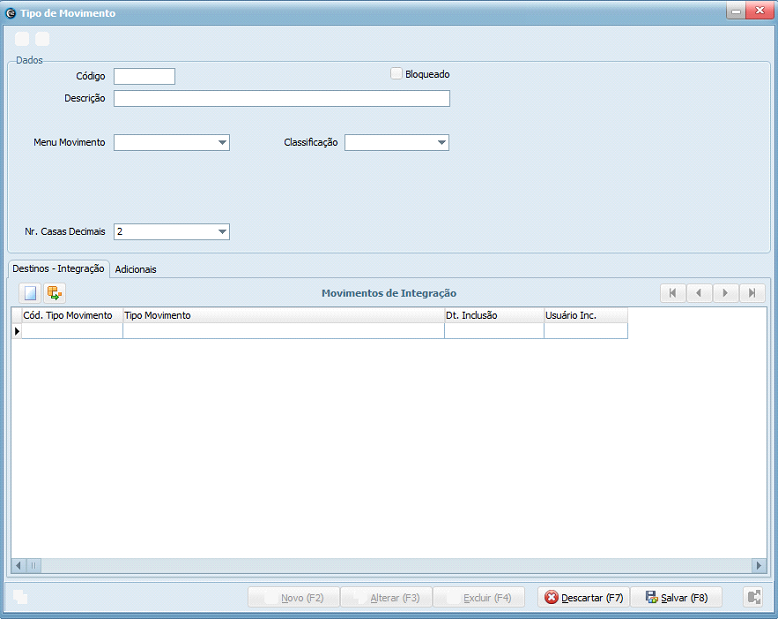 Tipo de Movimento
Dados
Código
Bloqueado
Descrição
Menu Movimento
Classificação
Nr. Casas Decimais 2
Destinos - Integração Adicionais
Movimentos de Integração
Cód. Tipo Movimento Tipo Movimento Dt. Inclusão Usuário Inc.
Novo (F2) Alterar (F3) Excluir (F4) Descartar (F7) Salvar (F8)